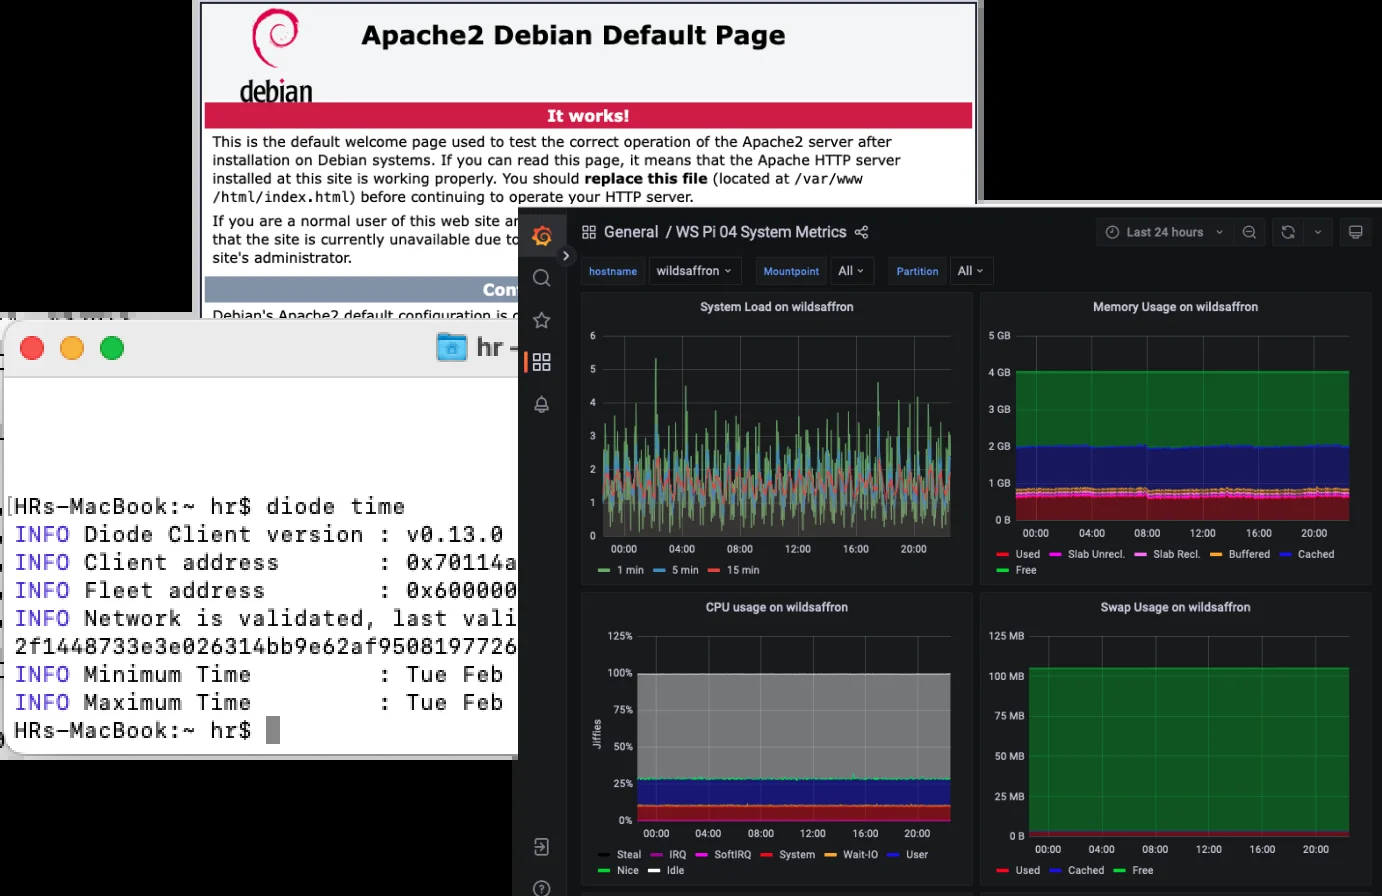 debian
Apache2 Debian Default Page
It works!
This is the default welcome page used to test the correct operation of the Apache2 server after
installation on Debian systems. If you can read this page, it means that the Apache HTTP server
installed at this site is working properly. You should replace this file (located at /var/www
/html/index.html) before continuing to operate your HTTP server.
If you are a normal user of this web site an
that the site is currently unavailable due to
site's administrator.
Con
Debian's Apache2 default configuration is
hr –
HRs-MacBook:~ hr$ diode time
INFO Diode Client version : v0.13.0
INFO Client address : 0x70114a
INFO Fleet address : 0x600000
INFO Network is validated, last vali
2f1448733e3e026314bb9e62af9508197726
INFO Minimum Time : Tue Feb
INFO Maximum Time : Tue Feb
HRs-MacBook:~ hr$
General / WS Pi 04 System Metrics
Last 24 hours
hostname wildsaffron Mountpoint All Partition All
System Load on wildsaffron
6
5
4
3
2
1
0
00:00 04:00 08:00 12:00 16:00 20:00
1 min 5 min 15 min
Memory Usage on wildsaffron
5 GB
4 GB
3 GB
2 GB
1 GB
0 B
00:00 04:00 08:00 12:00 16:00 20:00
Used Slab Unrecl. Slab Recl. Buffered Cached
Free
CPU usage on wildsaffron
Jiffies
125%
100%
75%
50%
25%
0%
00:00 04:00 08:00 12:00 16:00 20:00
Steal IRQ SoftIRQ System Wait-IO User
Nice Idle
Swap Usage on wildsaffron
125 MB
100 MB
75 MB
50 MB
25 MB
0 B
00:00 04:00 08:00 12:00 16:00 20:00
Used Cached Free